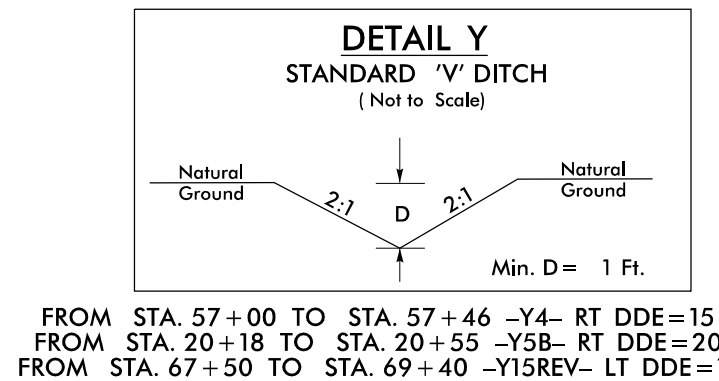 DETAIL Y
STANDARD 'V' DITCH
( Not to Scale)
Natural
Ground
2:1
D
2:1
Natural
Ground
Min. D = 1 Ft.
FROM STA. 57+00 TO STA. 57+46 -Y4- RT DDE=15
FROM STA. 20+18 TO STA. 20+55 -Y5B- RT DDE=20
FROM STA. 67+50 TO STA. 69+40 -Y15REV- LT DDE=